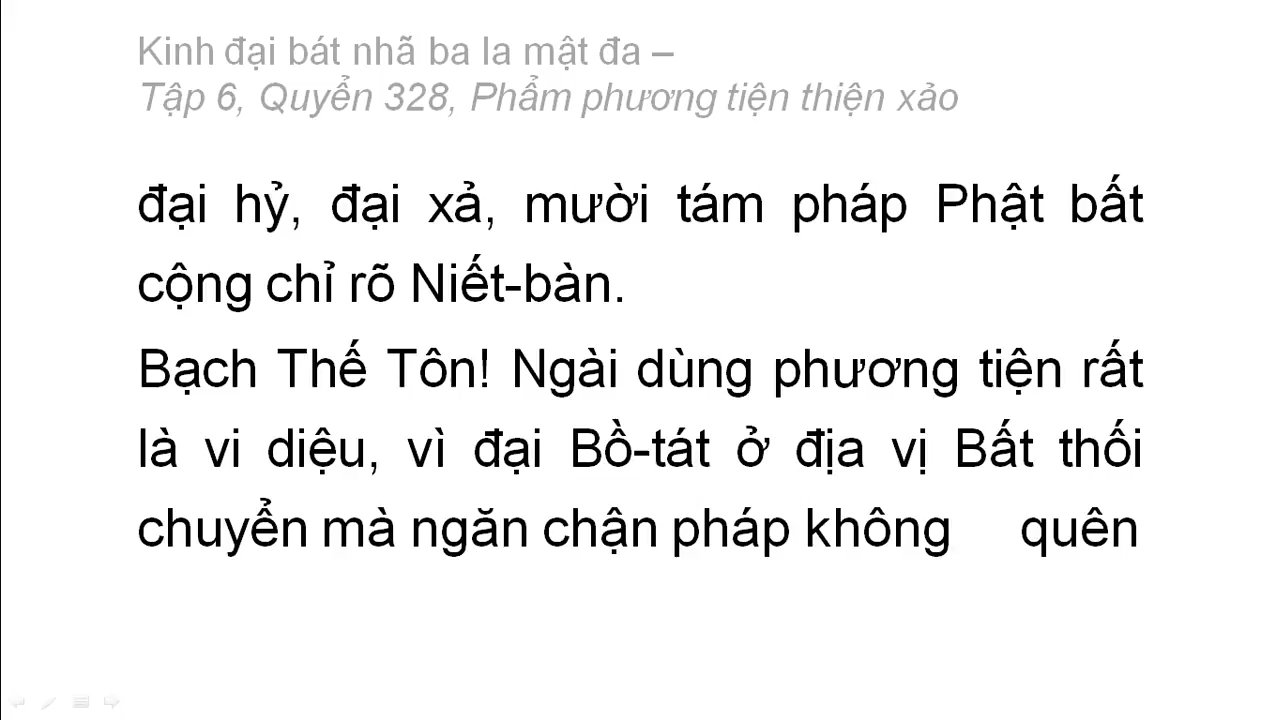 Kinh đại bát nhã ba la mật đa –
Tập 6, Quyển 328, Phẩm phương tiện thiện xảo
đại hỷ, đại xả, mười tám pháp Phật bất
cộng chỉ rõ Niết-bàn.
Bạch Thế Tôn! Ngài dùng phương tiện rất
là vi diệu, vì đại Bồ-tát ở địa vị Bất thối
chuyển mà ngăn chận pháp không quên